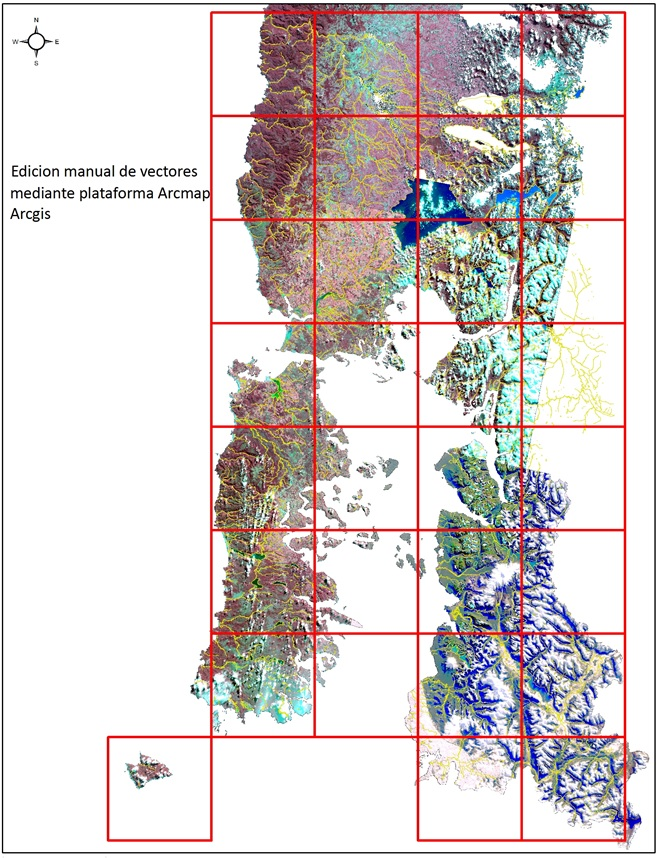 N
W E
S
Edicion manual de vectores
mediante plataforma Arcmap
Arcgis